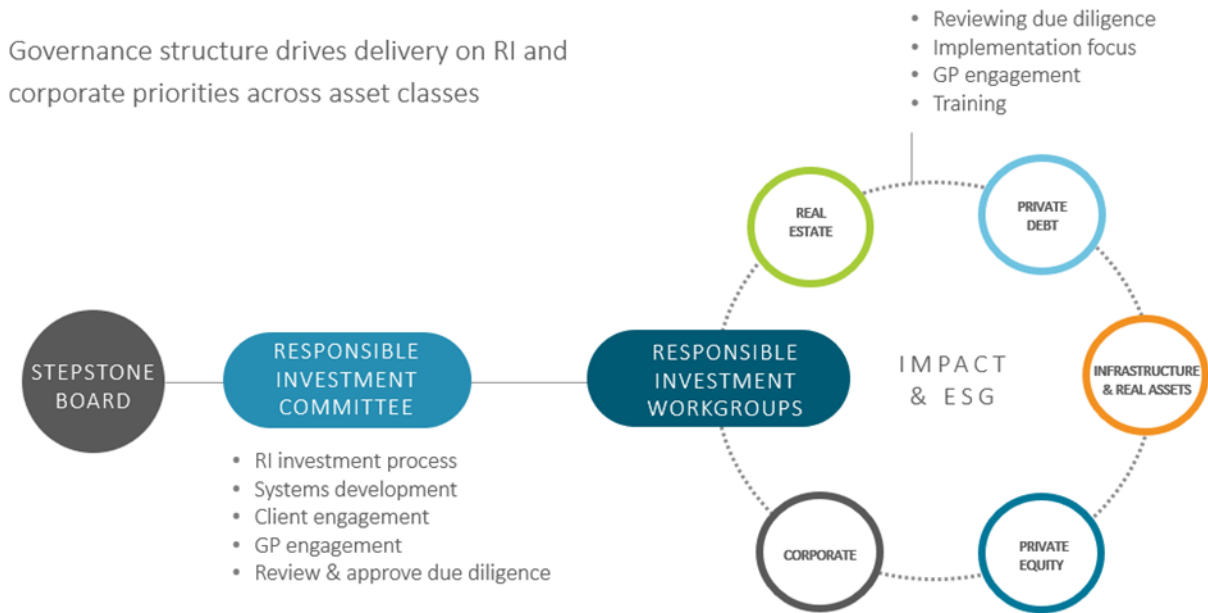 Governance structure drives delivery on RI and
corporate priorities across asset classes
• Reviewing due diligence
• Implementation focus
• GP engagement
• Training
REAL
ESTATE
PRIVATE
DEBT
STEPSTONE
BOARD
RESPONSIBLE
INVESTMENT
COMMITTEE
RESPONSIBLE
INVESTMENT
WORKGROUPS
IMPACT
& ESG
INFRASTRUCTURE
& REAL ASSETS
• RI investment process
• Systems development
• Client engagement
• GP engagement
• Review & approve due diligence
CORPORATE
PRIVATE
EQUITY